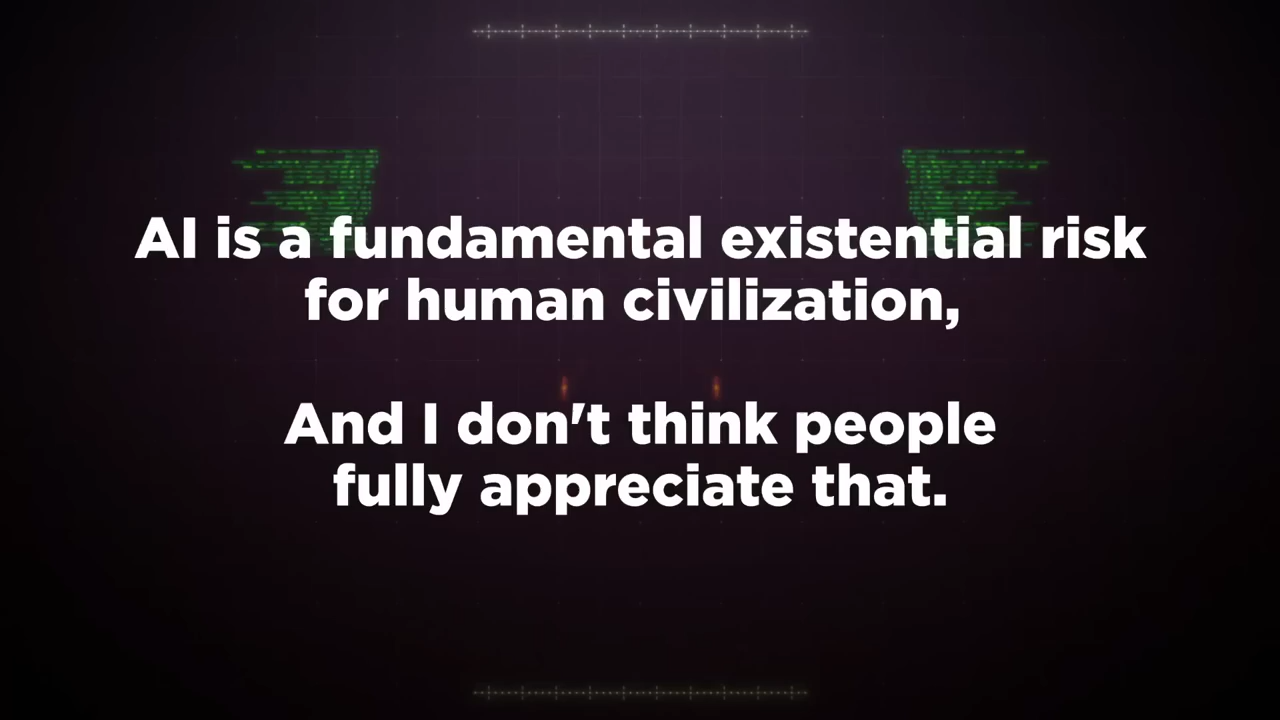 AI is a fundamental existential risk
for human civilization,
And I don't think people
fully appreciate that.